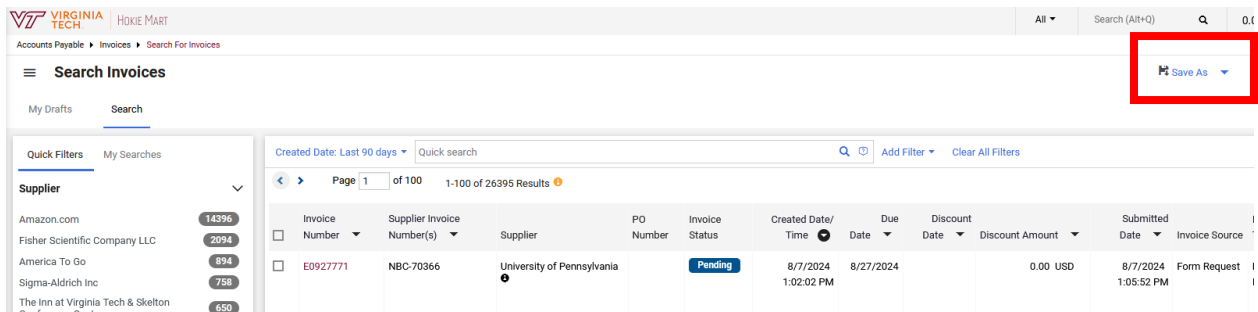 VT VIRGINIA TECH HOKIE MART
All Search (Alt+Q)
Accounts Payable Invoices Search For Invoices
Search Invoices
Save As
My Drafts Search
Quick Filters My Searches
Created Date: Last 90 days Quick search Add Filter Clear All Filters
Page 1 of 100 1-100 of 26395 Results
Supplier
Invoice Number Supplier Invoice Number(s) Supplier PO Number Invoice Status Created Date/ Time Due Date Discount Date Discount Amount Submitted Date Invoice Source
Amazon.com 14396
Fisher Scientific Company LLC 2094
America To Go 894
Sigma-Aldrich Inc 758
The Inn at Virginia Tech & Skelton 650
E0927771 NBC-70366 University of Pennsylvania Pending 8/7/2024 1:02:02 PM 8/27/2024 0.00 USD 8/7/2024 1:05:52 PM Form Request